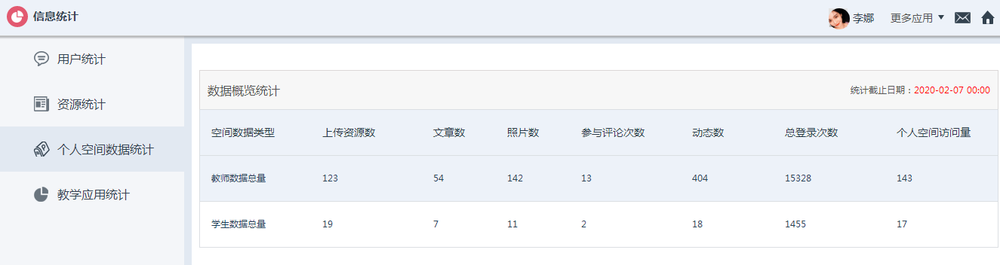 信息统计
李娜 更多应用
用户统计
资源统计
个人空间数据统计
教学应用统计
数据概览统计 统计截止日期：2020-02-07 00:00
空间数据类型 上传资源数 文章数 照片数 参与评论次数 动态数 总登录次数 个人空间访问量
教师数据总量 123 54 142 13 404 15328 143
学生数据总量 19 7 11 2 18 1455 17